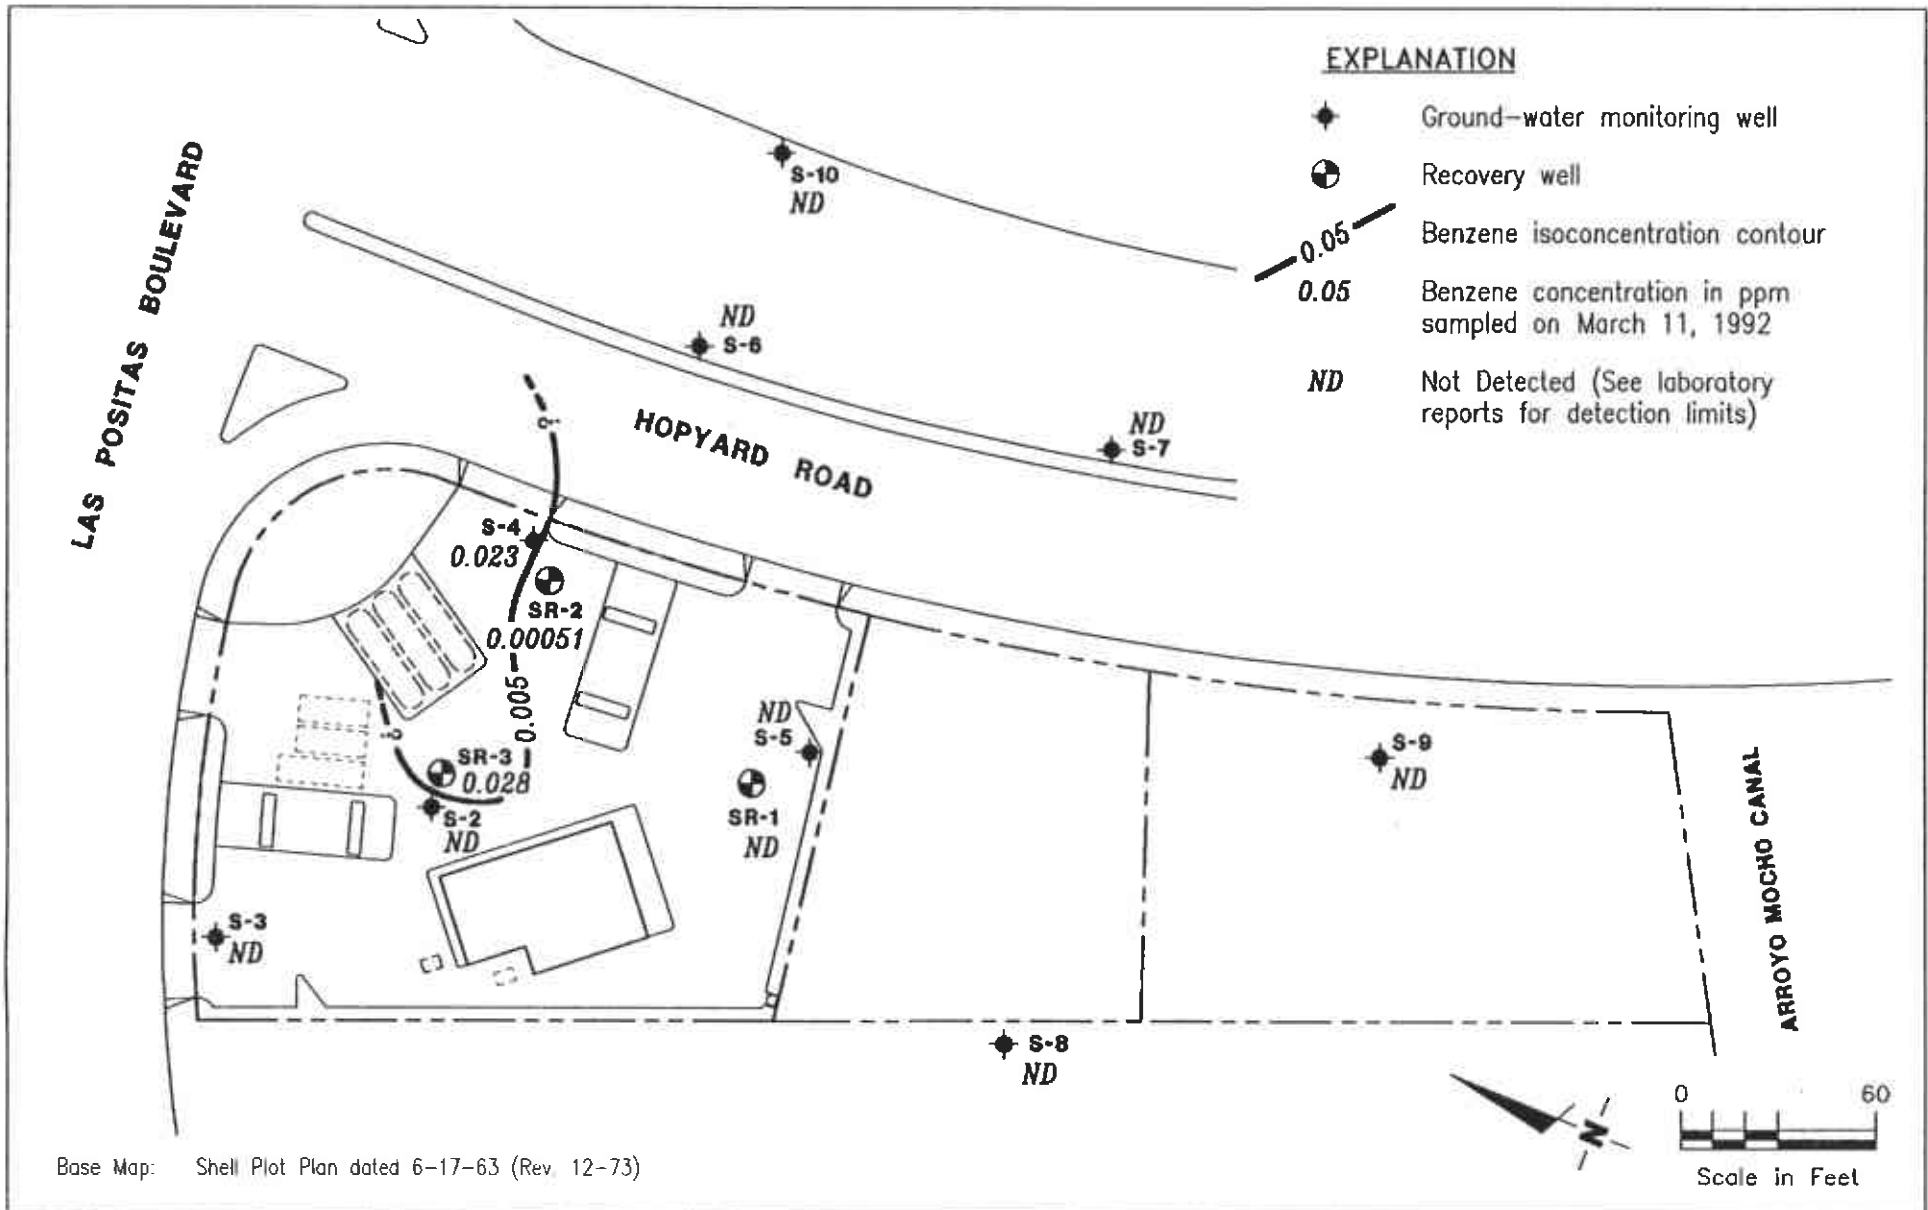 EXPLANATION
Ground-water monitoring well
Recovery well
0.05
Benzene isoconcentration contour
0.05
Benzene concentration in ppm
sampled on March 11, 1992
ND
Not Detected (See laboratory
reports for detection limits)
LAS POSITAS BOULEVARD
S-10
ND
ND
S-6
ND
S-7
HOPYARD ROAD
?
S-4
0.023
SR-2
0.00051
0.005
?
SR-3
0.028
S-2
ND
ND
S-5
SR-1
ND
S-9
ND
S-3
ND
S-8
ND
ARROYO MOCHO CANAL
N
0 60
Scale in Feet
Base Map: Shell Plot Plan dated 6-17-63 (Rev. 12-73)